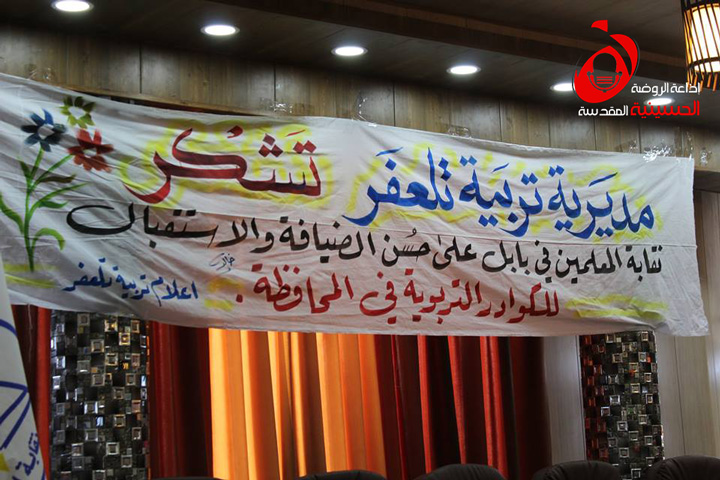 اذاعة الروضة
الحسينية المقدسة
مديرية تربية تلعفر تشكر
نقابة المعلمين في بابل على حسن الضيافة والاستقبال
للكوادر التربوية في المحافظة .
اعلام تربية تلعفر
نقابة